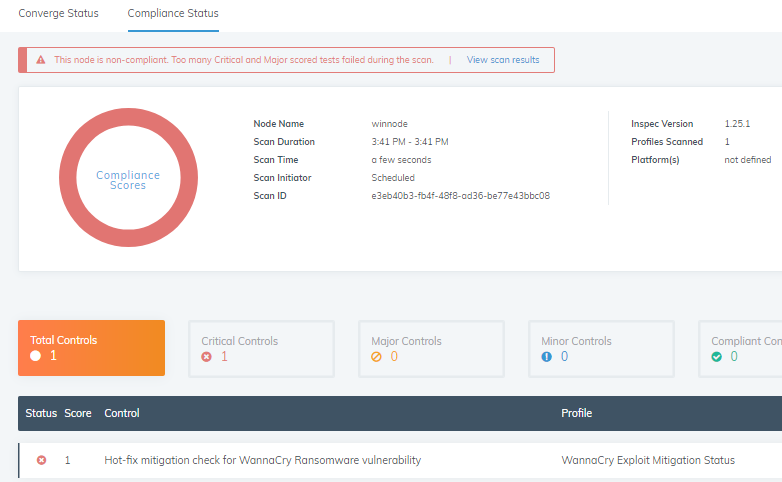 Converge Status Compliance Status
This node is non-compliant. Too many Critical and Major scored tests failed during the scan. | View scan results
Compliance
Scores
Node Name winnode
Scan Duration 3:41 PM - 3:41 PM
Scan Time a few seconds
Scan Initiator Scheduled
Scan ID e3eb40b3-fb4f-48f8-ad36-be77e43bbc08
Inspec Version 1.25.1
Profiles Scanned 1
Platform(s) not defined
Total Controls
1
Critical Controls
1
Major Controls
0
Minor Controls
0
Compliant Con
0
Status Score Control Profile
1 Hot-fix mitigation check for WannaCry Ransomware vulnerability WannaCry Exploit Mitigation Status